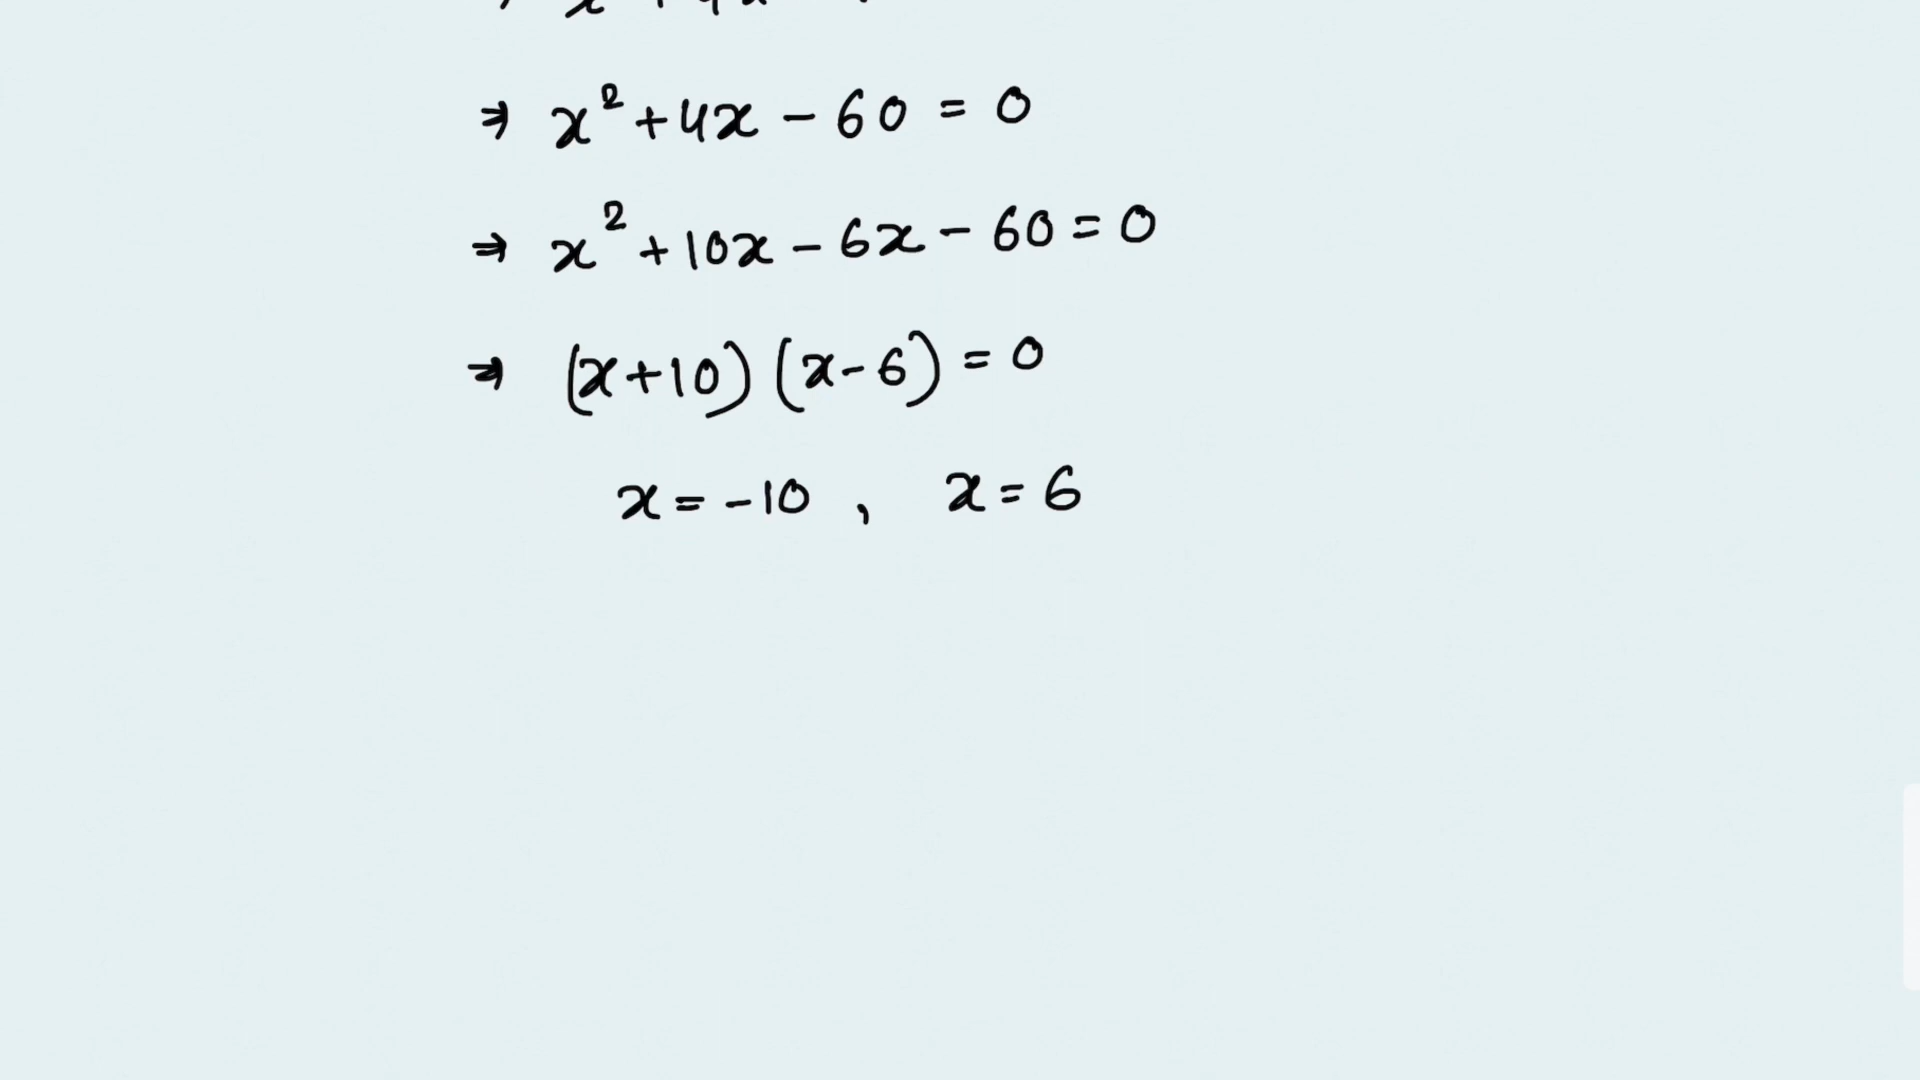 ⇒ x² + 4x - 60 = 0
⇒ x² + 10x - 6x - 60 = 0
⇒ (x+10) (x-6) = 0
x = -10 , x = 6